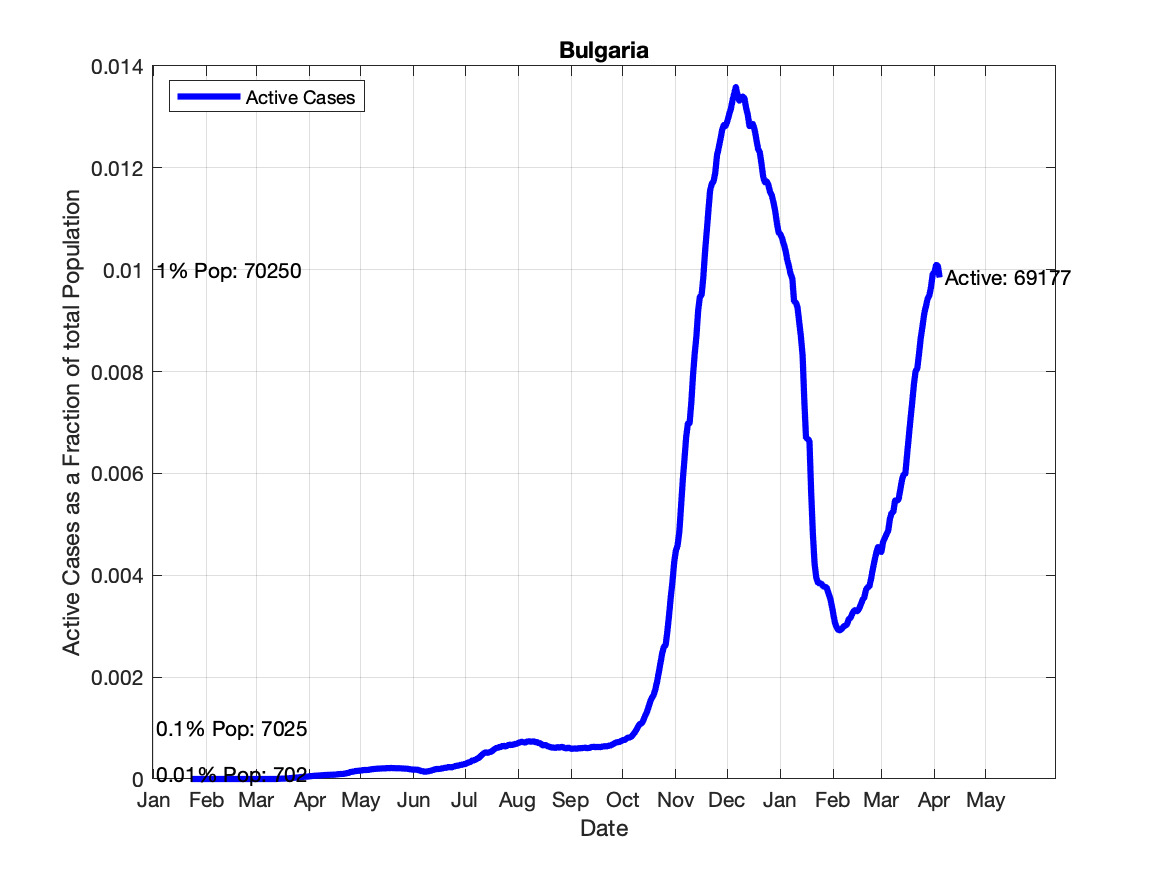 Bulgaria
0.014
Active Cases
0.012
0.01
1% Pop: 70250
Active: 69177
0.008
0.006
0.004
0.002
0.1% Pop: 7025
0.01% Pop: 702
0
Jan Feb Mar Apr May Jun Jul Aug Sep Oct Nov Dec Jan Feb Mar Apr May
Date
Active Cases as a Fraction of total Population